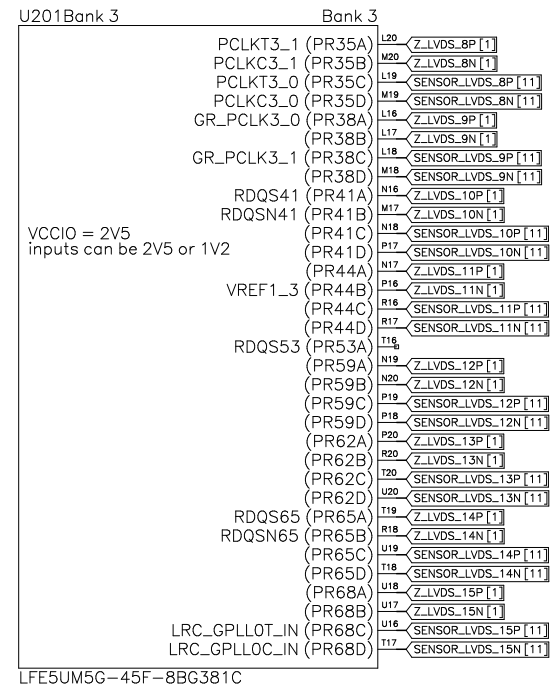 U201Bank 3 Bank 3
PCLKT3_1 (PR35A) L20 Z_LVDS_8P [1]
PCLKC3_1 (PR35B) M20 Z_LVDS_8N [1]
PCLKT3_0 (PR35C) L19 SENSOR_LVDS_8P [11]
PCLKC3_0 (PR35D) M19 SENSOR_LVDS_8N [11]
GR_PCLK3_0 (PR38A) L16 Z_LVDS_9P [1]
(PR38B) L17 Z_LVDS_9N [1]
GR_PCLK3_1 (PR38C) L18 SENSOR_LVDS_9P [11]
(PR38D) M18 SENSOR_LVDS_9N [11]
RDQS41 (PR41A) N16 Z_LVDS_10P [1]
RDQSN41 (PR41B) M17 Z_LVDS_10N [1]
VCCIO = 2V5 (PR41C) N18 SENSOR_LVDS_10P [11]
inputs can be 2V5 or 1V2 (PR41D) P17 SENSOR_LVDS_10N [11]
(PR44A) N17 Z_LVDS_11P [1]
VREF1_3 (PR44B) P16 Z_LVDS_11N [1]
(PR44C) R16 SENSOR_LVDS_11P [11]
(PR44D) R17 SENSOR_LVDS_11N [11]
RDQS53 (PR53A) T16
(PR59A) N19 Z_LVDS_12P [1]
(PR59B) N20 Z_LVDS_12N [1]
(PR59C) P19 SENSOR_LVDS_12P [11]
(PR59D) P18 SENSOR_LVDS_12N [11]
(PR62A) P20 Z_LVDS_13P [1]
(PR62B) R20 Z_LVDS_13N [1]
(PR62C) T20 SENSOR_LVDS_13P [11]
(PR62D) U20 SENSOR_LVDS_13N [11]
RDQS65 (PR65A) T19 Z_LVDS_14P [1]
RDQSN65 (PR65B) R18 Z_LVDS_14N [1]
(PR65C) U19 SENSOR_LVDS_14P [11]
(PR65D) T18 SENSOR_LVDS_14N [11]
(PR68A) U18 Z_LVDS_15P [1]
(PR68B) U17 Z_LVDS_15N [1]
LRC_GPLL0T_IN (PR68C) U16 SENSOR_LVDS_15P [11]
LRC_GPLL0C_IN (PR68D) T17 SENSOR_LVDS_15N [11]
LFE5UM5G-45F-8BG381C